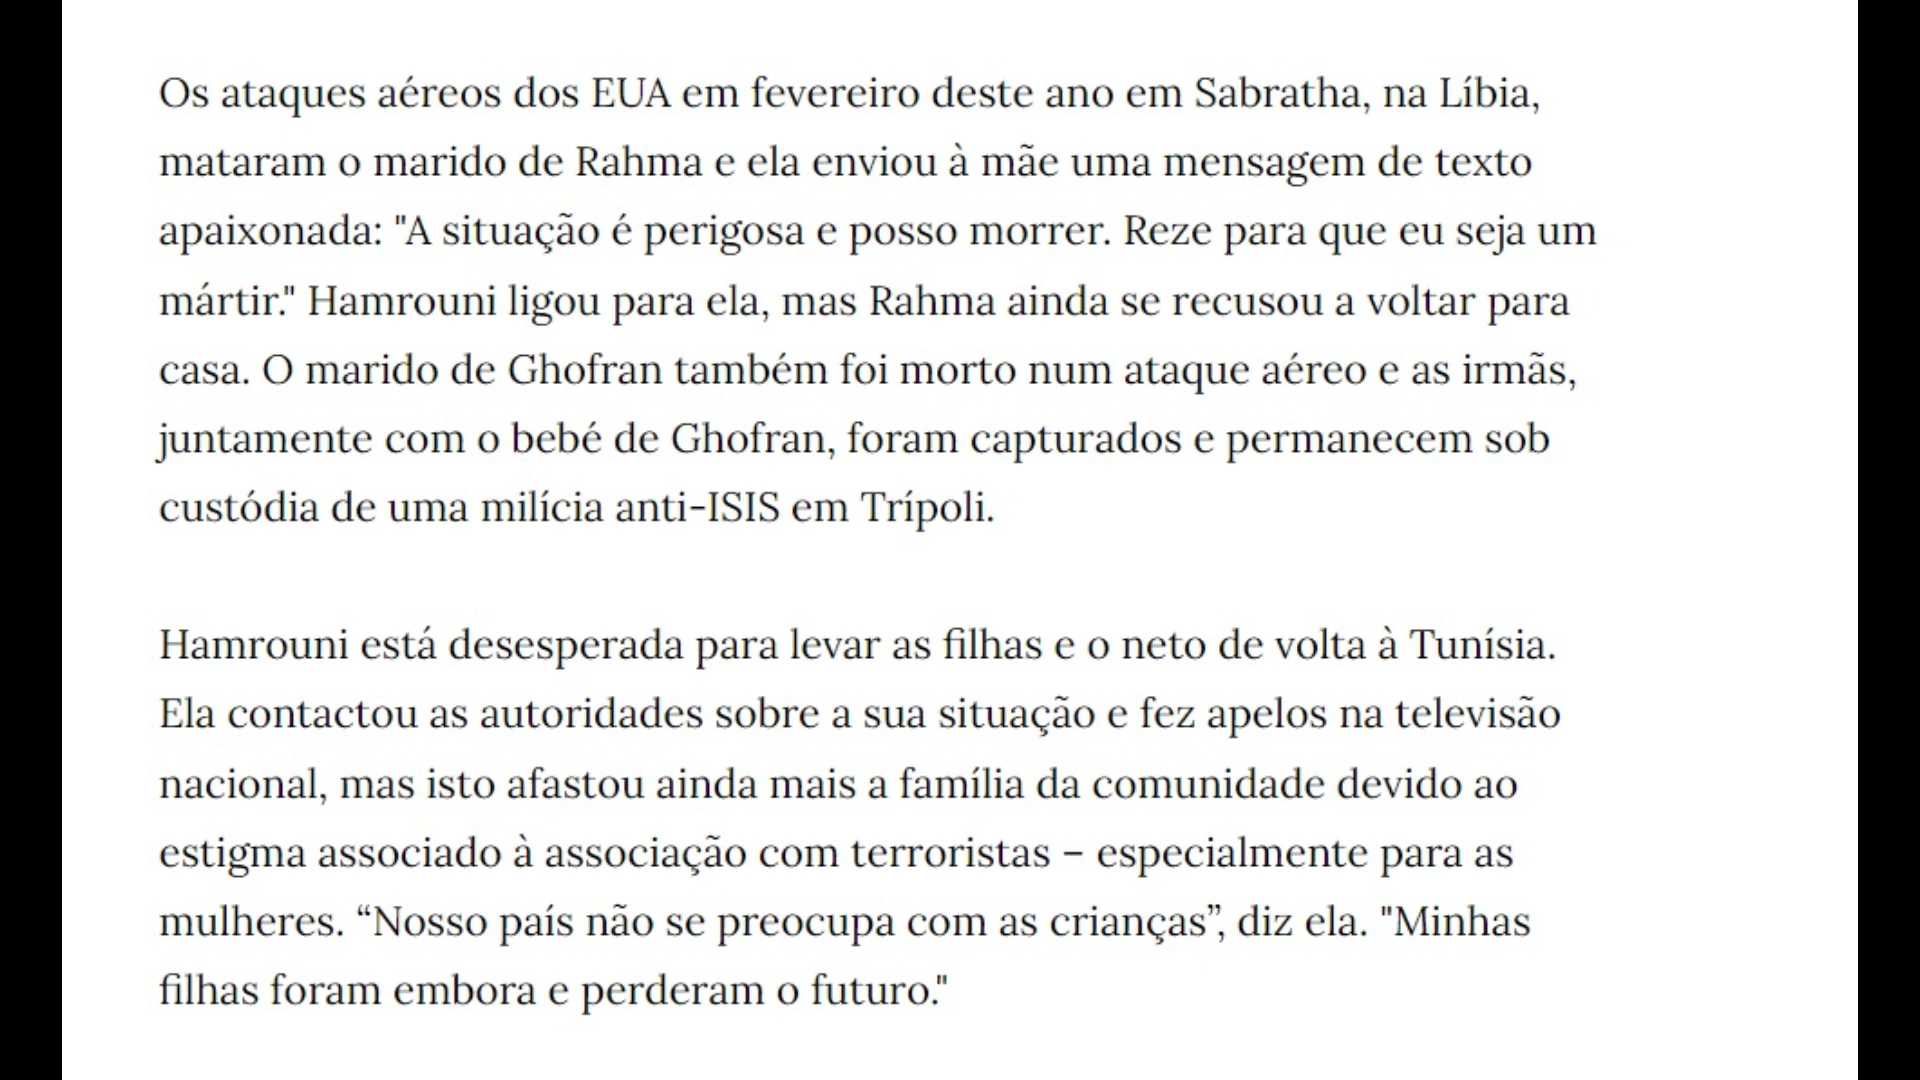 Os ataques aéreos dos EUA em fevereiro deste ano em Sabratha, na Líbia,
mataram o marido de Rahma e ela enviou à mãe uma mensagem de texto
apaixonada: "A situação é perigosa e posso morrer. Reze para que eu seja um
mártir." Hamrouni ligou para ela, mas Rahma ainda se recusou a voltar para
casa. O marido de Ghofran também foi morto num ataque aéreo e as irmãs,
juntamente com o bebé de Ghofran, foram capturados e permanecem sob
custódia de uma milícia anti-ISIS em Trípoli.
Hamrouni está desesperada para levar as filhas e o neto de volta à Tunísia.
Ela contactou as autoridades sobre a sua situação e fez apelos na televisão
nacional, mas isto afastou ainda mais a família da comunidade devido ao
estigma associado à associação com terroristas – especialmente para as
mulheres. “Nosso país não se preocupa com as crianças”, diz ela. "Minhas
filhas foram embora e perderam o futuro."